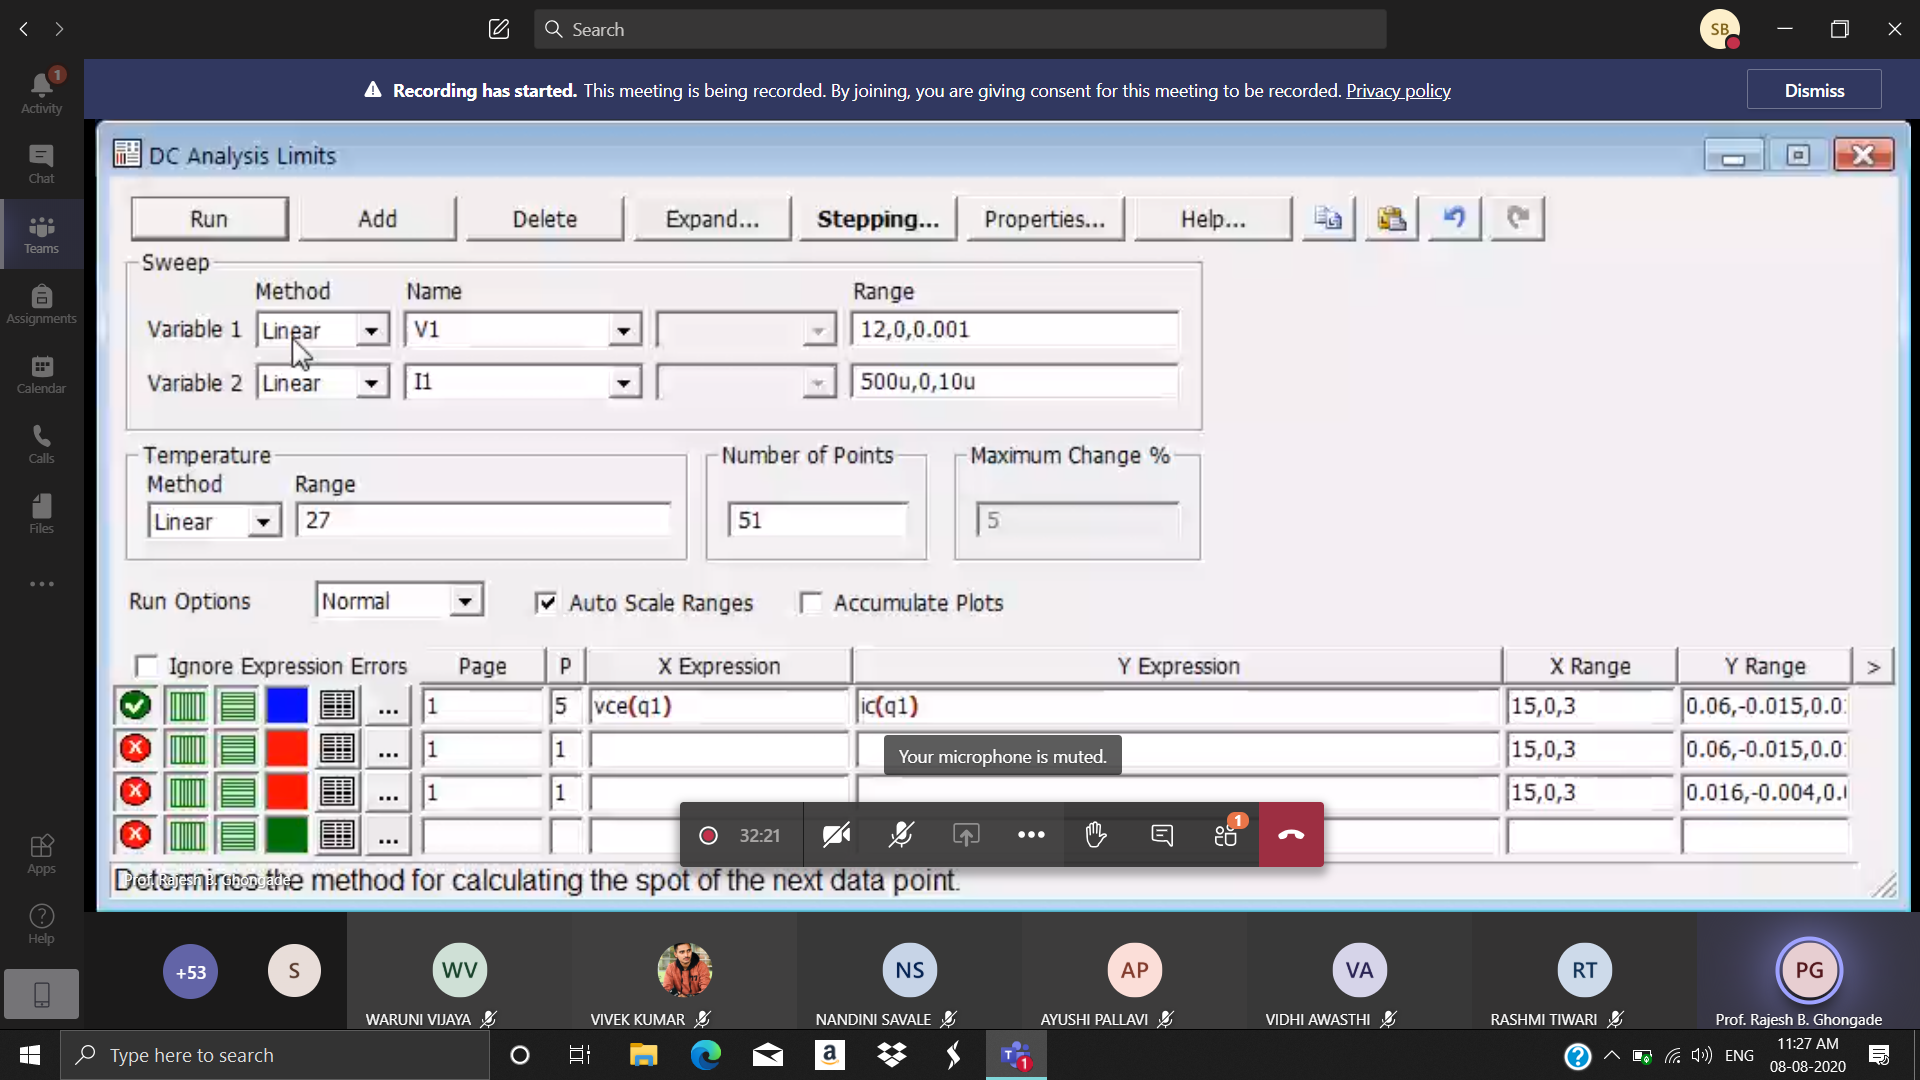 Search
SB
Recording has started. This meeting is being recorded. By joining, you are giving consent for this meeting to be recorded. Privacy policy
Dismiss
1
Activity
Chat
Teams
Assignments
Calendar
Calls
Files
Apps
Help
DC Analysis Limits
Run Add Delete Expand... Stepping... Properties... Help...
Sweep
Method Name Range
Variable 1 Linear V1 12,0,0.001
Variable 2 Linear I1 500u,0,10u
Temperature Number of Points Maximum Change %
Method Range
Linear 27 51 5
Run Options Normal Auto Scale Ranges Accumulate Plots
Ignore Expression Errors Page P X Expression Y Expression X Range Y Range >
... 1 5 vce(q1) ic(q1) 15,0,3 0.06,-0.015,0.0
... 1 1 15,0,3 0.06,-0.015,0.0
... 1 1 15,0,3 0.016,-0.004,0.
...
Your microphone is muted.
32:21
1
Determines the method for calculating the spot of the next data point.
Prof. Rajesh B. Ghongade
+53 S WV NS AP VA RT PG
WARUNI VIJAYA VIVEK KUMAR NANDINI SAVALE AYUSHI PALLAVI VIDHI AWASTHI RASHMI TIWARI Prof. Rajesh B. Ghongade
Type here to search
a
1
?
ENG
11:27 AM
08-08-2020